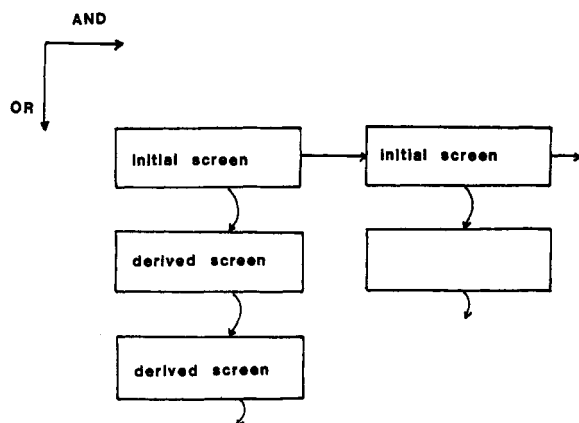 AND
OR
initial screen
initial screen
derived screen
derived screen